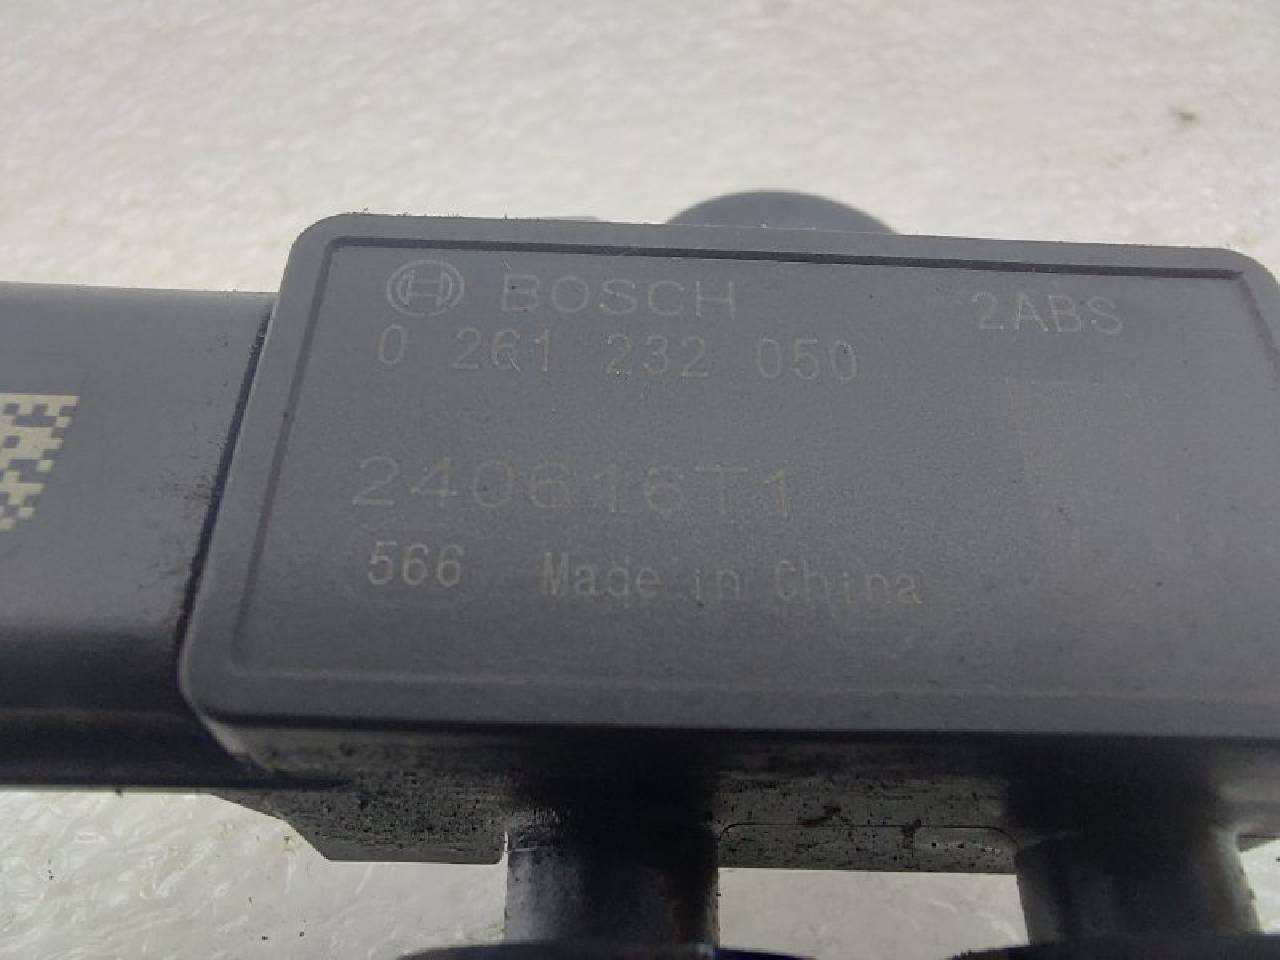 BOSCH 2ABS
0 261 232 050
240616T1
566 Made in China